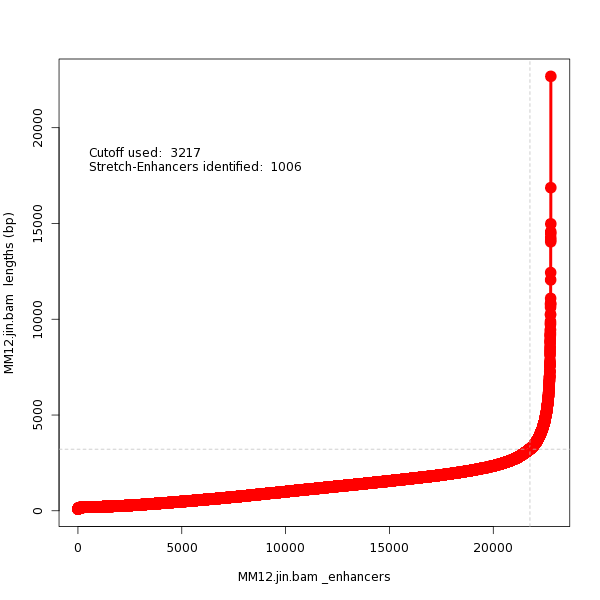 Cutoff used:  3217
Stretch-Enhancers identified:  1006
MM12.jin.bam  lengths (bp)
0
5000
10000
15000
20000
0
5000
10000
15000
20000
MM12.jin.bam _enhancers